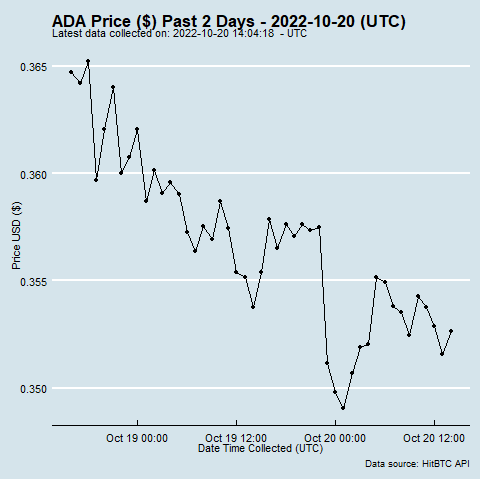 ADA Price ($) Past 2 Days - 2022-10-20 (UTC)
Latest data collected on: 2022-10-20 14:04:18  - UTC
0.365
0.360
0.355
0.350
Price USD ($)
Oct 19 00:00 Oct 19 12:00 Oct 20 00:00 Oct 20 12:00
Date Time Collected (UTC)
Data source: HitBTC API